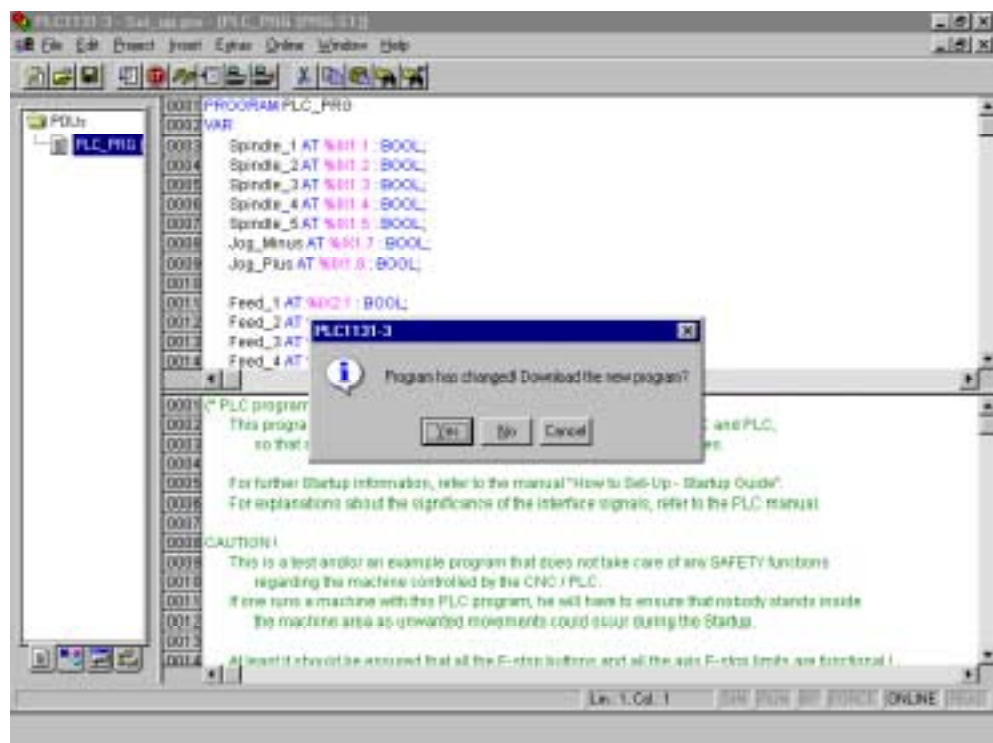 PLC1131-3 - Set_up.pro - [PLC_PRG (PRG-ST)]
File Edit Project Insert Extras Online Window Help
POUs
PLC_PRG (
0001 PROGRAM PLC_PRG
0002 VAR
0003 Spindle_1 AT %IX1.1 : BOOL;
0004 Spindle_2 AT %IX1.2 : BOOL;
0005 Spindle_3 AT %IX1.3 : BOOL;
0006 Spindle_4 AT %IX1.4 : BOOL;
0007 Spindle_5 AT %IX1.5 : BOOL;
0008 Jog_Minus AT %IX1.7 : BOOL;
0009 Jog_Plus AT %IX1.8 : BOOL;
0010
0011 Feed_1 AT %IX2.1 : BOOL;
0012 Feed_2 AT
0013 Feed_3 AT
0014 Feed_4 AT
PLC1131-3
Program has changed! Download the new program?
Yes No Cancel
0001 (* PLC program
0002 This progra C and PLC,
0003 so that es.
0004
0005 For further Startup information, refer to the manual "How to Set-Up - Startup Guide".
0006 For explanations about the significance of the interface signals, refer to the PLC manual.
0007
0008 CAUTION !
0009 This is a test and/or an example program that does not take care of any SAFETY functions
0010 regarding the machine controlled by the CNC / PLC.
0011 If one runs a machine with this PLC program, he will have to ensure that nobody stands inside
0012 the machine area as unwanted movements could occur during the Startup.
0013
0014 At least it should be ensured that all the E-stop buttons and all the axis E-stop limits are functional !
Lin.: 1, Col.: 1 SIM RUN BP FORCE ONLINE READ